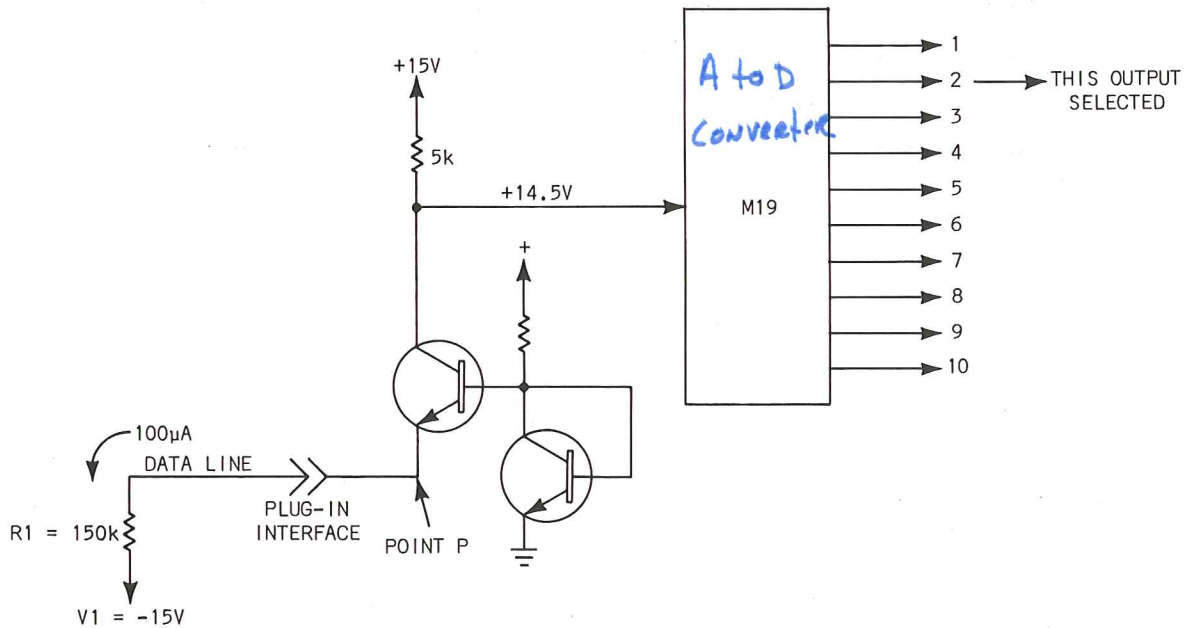 +15V
5k
+14.5V
A to D
Converter
M19
1
2
THIS OUTPUT
SELECTED
3
4
5
6
7
8
9
10
+
100µA
DATA LINE
PLUG-IN
INTERFACE
POINT P
R1 = 150k
V1 = -15V